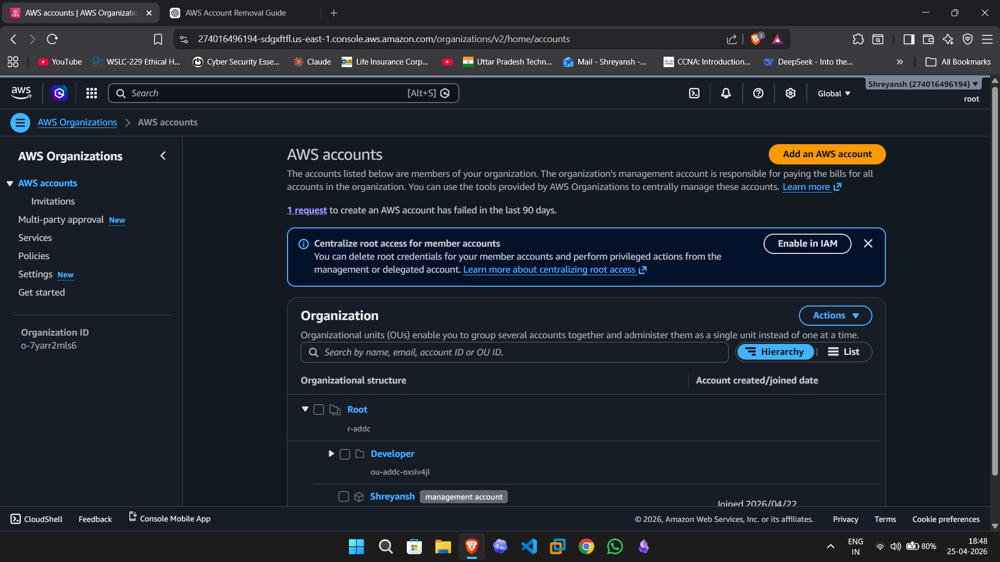 AWS accounts | AWS Organizatio
AWS Account Removal Guide
274016496194-sdgxftfl.us-east-1.console.aws.amazon.com/organizations/v2/home/accounts
3
YouTube
WSLC-229 Ethical H...
Cyber Security Esse...
Claude
Life Insurance Corp...
Uttar Pradesh Techn...
Mail - Shreyansh -...
CCNA: Introduction...
DeepSeek - Into the...
All Bookmarks
aws
Search
[Alt+S]
Global
Shreyansh (274016496194)
root
AWS Organizations
AWS accounts
AWS Organizations
AWS accounts
Invitations
Multi-party approval New
Services
Policies
Settings New
Get started
Organization ID
o-7yarr2mls6
AWS accounts
Add an AWS account
The accounts listed below are members of your organization. The organization's management account is responsible for paying the bills for all
accounts in the organization. You can use the tools provided by AWS Organizations to centrally manage these accounts. Learn more
1 request to create an AWS account has failed in the last 90 days.
Centralize root access for member accounts
You can delete root credentials for your member accounts and perform privileged actions from the
management or delegated account. Learn more about centralizing root access
Enable in IAM
Organization
Actions
Organizational units (OUs) enable you to group several accounts together and administer them as a single unit instead of one at a time.
Search by name, email, account ID or OU ID.
Hierarchy
List
Organizational structure
Account created/joined date
Root
r-addc
Developer
ou-addc-oxsiv4jl
Shreyansh management account
Joined 2026/04/22
CloudShell
Feedback
Console Mobile App
© 2026, Amazon Web Services, Inc. or its affiliates.
Privacy
Terms
Cookie preferences
ENG
IN
80%
18:48
25-04-2026